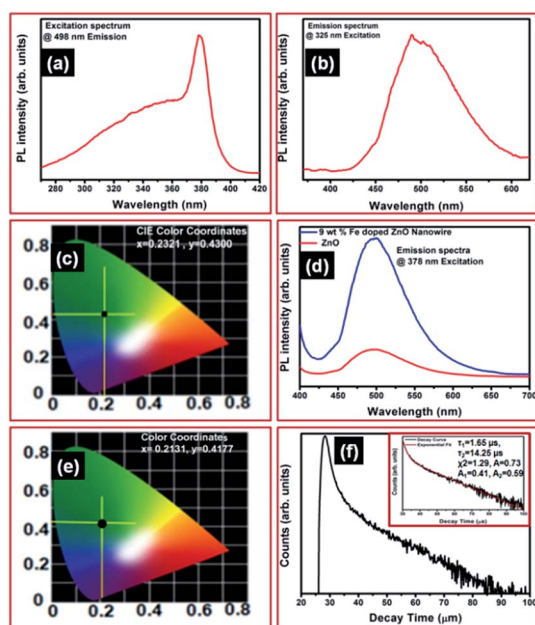 Excitation spectrum
@ 498 nm Emission
(a)
PL intensity (arb. units)
280 300 320 340 360 380 400 420
Wavelength (nm)
Emission spectrum
@ 325 nm Excitation
(b)
PL intensity (arb. units)
400 450 500 550 600
Wavelength (nm)
CIE Color Coordinates
x=0.2321 , y=0.4300
(c)
0.8
0.6
0.4
0.2
0
0 0.2 0.4 0.6 0.8
9 wt % Fe doped ZnO Nanowire
ZnO
(d)
Emission spectra
@ 378 nm Excitation
PL intensity (arb. units)
400 450 500 550 600 650 700
Wavelength (nm)
Color Coordinates
x= 0.2131, y=0.4177
(e)
0.8
0.6
0.4
0.2
0
0 0.2 0.4 0.6 0.8
(f)
Counts (arb. units)
20 30 40 50 60 70 80 90 100
Decay Time (μm)
Decay Curve
Exponential Fit
τ1=1.65 μs,
τ2=14.25 μs
χ2=1.29, A=0.73
A1=0.41, A2=0.59
Counts (arb. units)
30 40 50 60 70 80 90 100
Decay Time (μs)